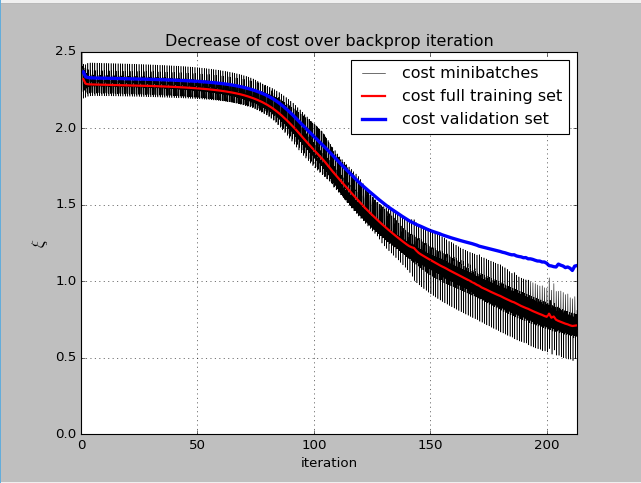 Decrease of cost over backprop iteration
2.5
2.0
1.5
1.0
0.5
0.0
ξ
cost minibatches
cost full training set
cost validation set
0 50 100 150 200
iteration